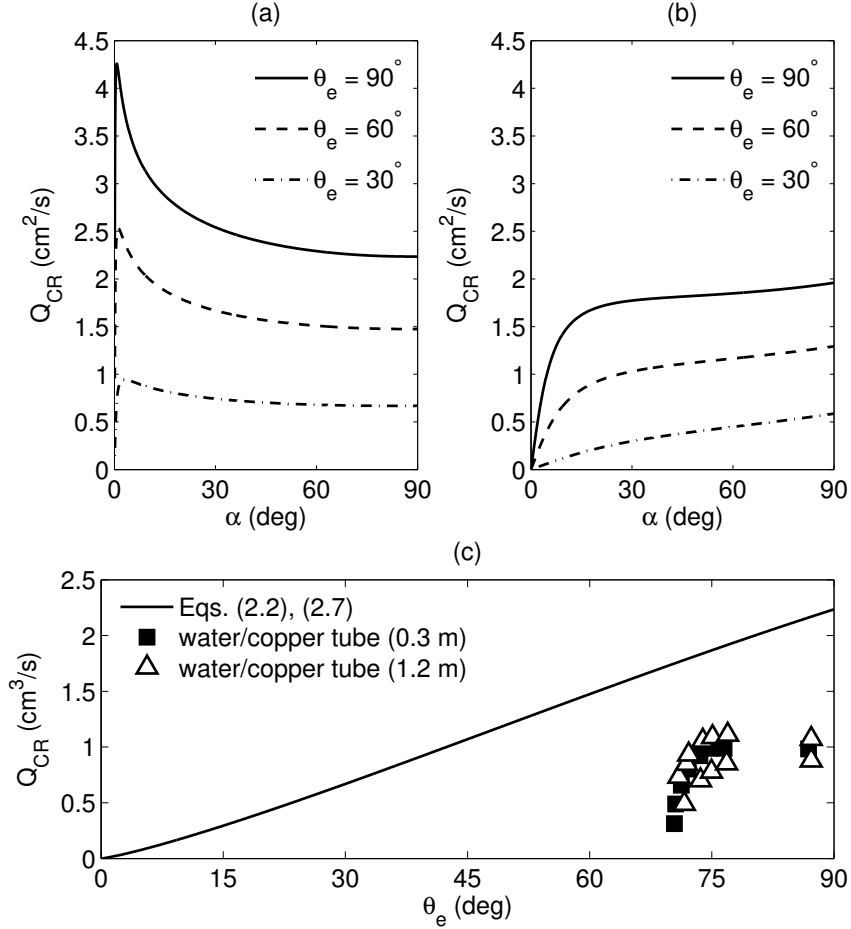 (a)
4.5
4
3.5
3
2.5
2
1.5
1
0.5
0
Q_CR (cm²/s)
θ_e = 90°
θ_e = 60°
θ_e = 30°
0 30 60 90
α (deg)
(b)
4.5
4
3.5
3
2.5
2
1.5
1
0.5
0
Q_CR (cm²/s)
θ_e = 90°
θ_e = 60°
θ_e = 30°
0 30 60 90
α (deg)
(c)
2.5
2
1.5
1
0.5
0
Q_CR (cm³/s)
Eqs. (2.2), (2.7)
water/copper tube (0.3 m)
water/copper tube (1.2 m)
0 15 30 45 60 75 90
θ_e (deg)